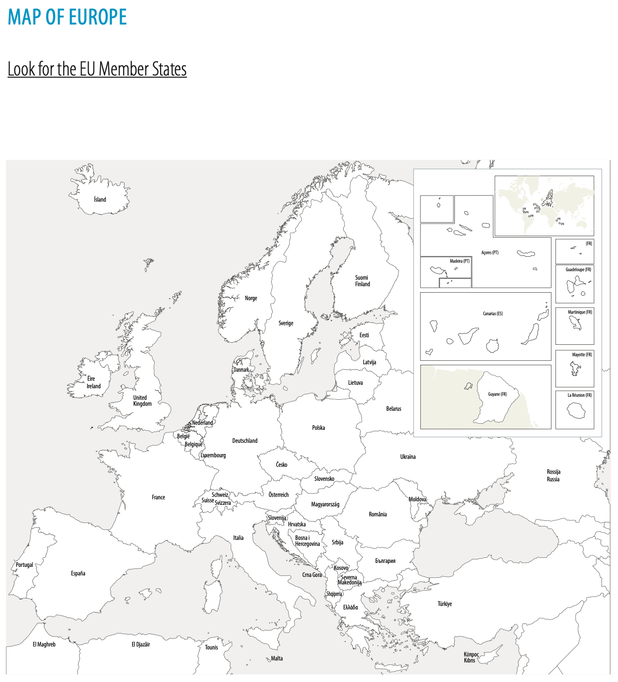 MAP OF EUROPE
Look for the EU Member States
Ísland
Açores (PT)
(FR)
Madeira (PT)
Guadeloupe (FR)
Canarias (ES)
Martinique (FR)
Mayotte (FR)
Guyane (FR)
La Réunion (FR)
Suomi
Finland
Norge
Sverige
Eesti
Latvija
Lietuva
Danmark
Éire
Ireland
United
Kingdom
Belarus
Nederland
Polska
België
Belgique
Deutschland
Luxembourg
Ukraina
Česko
Rossija
Russia
Slovensko
France
Schweiz
Suisse
Svizzera
Österreich
Moldova
Magyarország
România
Slovenija
Hrvatska
Italia
Bosna i
Hercegovina
Srbija
България
Portugal
España
Kosovo
Crna Gora
Severna
Makedonija
Shqipëria
Ελλάδα
Türkiye
El Maghreb
El Djazâir
Tounis
Malta
Κύπρος
Kıbrıs